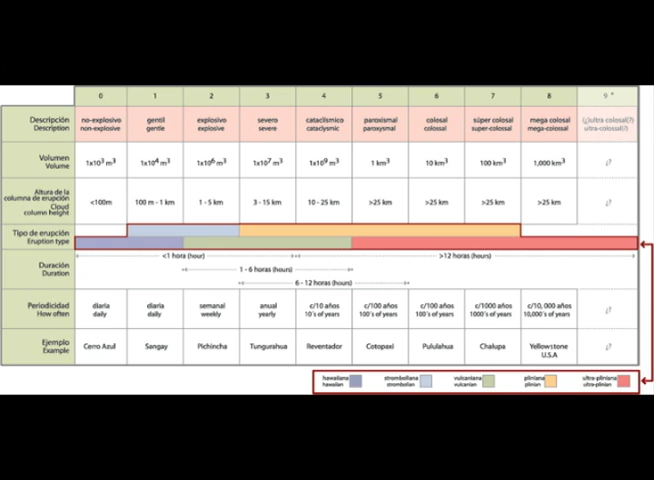 0 1 2 3 4 5 6 7 8 9 *
Descripción no-explosivo gentil explosivo severo cataclísmico paroxismal colosal súper colosal mega colosal (¿)ultra colosal(?)
Description non-explosive gentle explosive severe cataclysmic paroxysmal colossal super-colossal mega-colossal ultra-colossal(?)
Volumen
Volume
1x10³ m³ 1x10⁴ m³ 1x10⁶ m³ 1x10⁷ m³ 1x10⁹ m³ 1 km³ 10 km³ 100 km³ 1,000 km³ ¿?
Altura de la
columna de erupción
Cloud
column height
<100m 100 m - 1 km 1 - 5 km 3 - 15 km 10 - 25 km >25 km >25 km >25 km >25 km ¿?
Tipo de erupción
Eruption type
Duración
Duration
<1 hora (hour) >12 horas (hours)
1 - 6 horas (hours)
6 - 12 horas (hours)
Periodicidad diaria diaria semanal anual c/10 años c/100 años c/100 años c/1000 años c/10, 000 años ¿?
How often daily daily weekly yearly 10´s of years 100´s of years 100´s of years 1000´s of years 10,000´s of years
Ejemplo
Example
Cerro Azul Sangay Pichincha Tungurahua Reventador Cotopaxi Pululahua Chalupa Yellowstone ¿?
U.S.A
hawaiiana stromboliana vulcaniana pliniana ultra-pliniana
hawaiian strombolian vulcanian plinian ultra-plinian